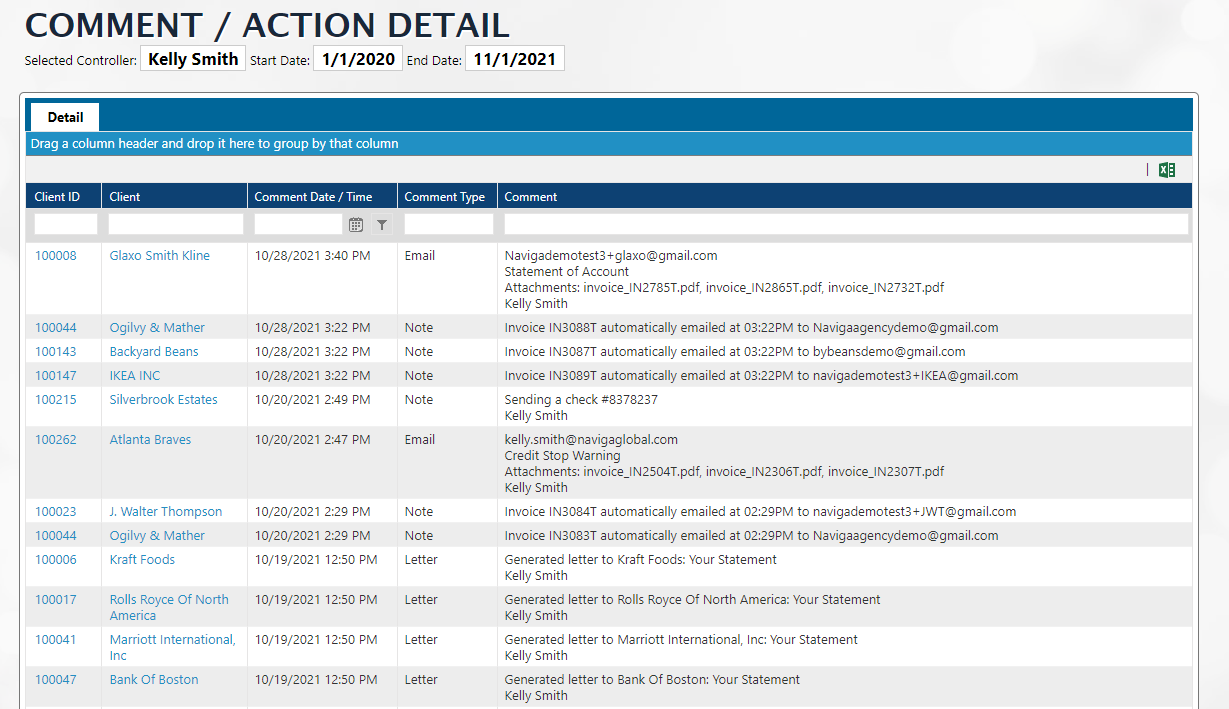 COMMENT / ACTION DETAIL
Selected Controller: Kelly Smith Start Date: 1/1/2020 End Date: 11/1/2021
Detail
Drag a column header and drop it here to group by that column
Client ID Client Comment Date / Time Comment Type Comment
100008 Glaxo Smith Kline 10/28/2021 3:40 PM Email Navigademotest3+glaxo@gmail.com
Statement of Account
Attachments: invoice_IN2785T.pdf, invoice_IN2865T.pdf, invoice_IN2732T.pdf
Kelly Smith
100044 Ogilvy & Mather 10/28/2021 3:22 PM Note Invoice IN3088T automatically emailed at 03:22PM to Navigaagencydemo@gmail.com
100143 Backyard Beans 10/28/2021 3:22 PM Note Invoice IN3087T automatically emailed at 03:22PM to bybeansdemo@gmail.com
100147 IKEA INC 10/28/2021 3:22 PM Note Invoice IN3089T automatically emailed at 03:22PM to navigademotest3+IKEA@gmail.com
100215 Silverbrook Estates 10/20/2021 2:49 PM Note Sending a check #8378237
Kelly Smith
100262 Atlanta Braves 10/20/2021 2:47 PM Email kelly.smith@navigaglobal.com
Credit Stop Warning
Attachments: invoice_IN2504T.pdf, invoice_IN2306T.pdf, invoice_IN2307T.pdf
Kelly Smith
100023 J. Walter Thompson 10/20/2021 2:29 PM Note Invoice IN3084T automatically emailed at 02:29PM to navigademotest3+JWT@gmail.com
100044 Ogilvy & Mather 10/20/2021 2:29 PM Note Invoice IN3083T automatically emailed at 02:29PM to Navigaagencydemo@gmail.com
100006 Kraft Foods 10/19/2021 12:50 PM Letter Generated letter to Kraft Foods: Your Statement
Kelly Smith
100017 Rolls Royce Of North 10/19/2021 12:50 PM Letter Generated letter to Rolls Royce Of North America: Your Statement
America Kelly Smith
100041 Marriott International, 10/19/2021 12:50 PM Letter Generated letter to Marriott International, Inc: Your Statement
Inc Kelly Smith
100047 Bank Of Boston 10/19/2021 12:50 PM Letter Generated letter to Bank Of Boston: Your Statement
Kelly Smith